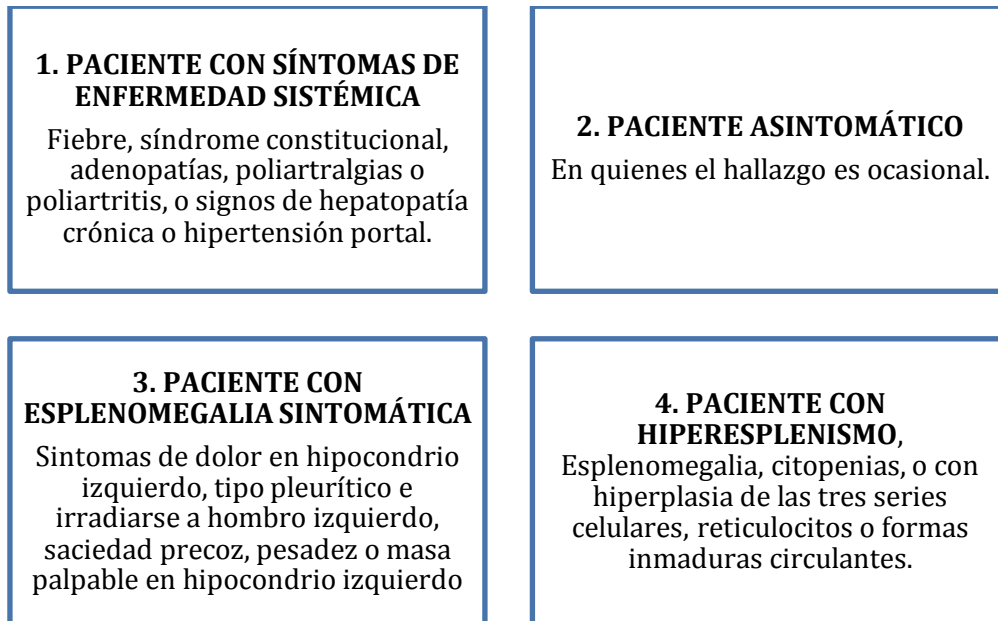 1. PACIENTE CON SÍNTOMAS DE
ENFERMEDAD SISTÉMICA
Fiebre, síndrome constitucional,
adenopatías, poliartralgias o
poliartritis, o signos de hepatopatía
crónica o hipertensión portal.
2. PACIENTE ASINTOMÁTICO
En quienes el hallazgo es ocasional.
3. PACIENTE CON
ESPLENOMEGALIA SINTOMÁTICA
Sintomas de dolor en hipocondrio
izquierdo, tipo pleurítico e
irradiarse a hombro izquierdo,
saciedad precoz, pesadez o masa
palpable en hipocondrio izquierdo
4. PACIENTE CON
HIPERESPLENISMO,
Esplenomegalia, citopenias, o con
hiperplasia de las tres series
celulares, reticulocitos o formas
inmaduras circulantes.